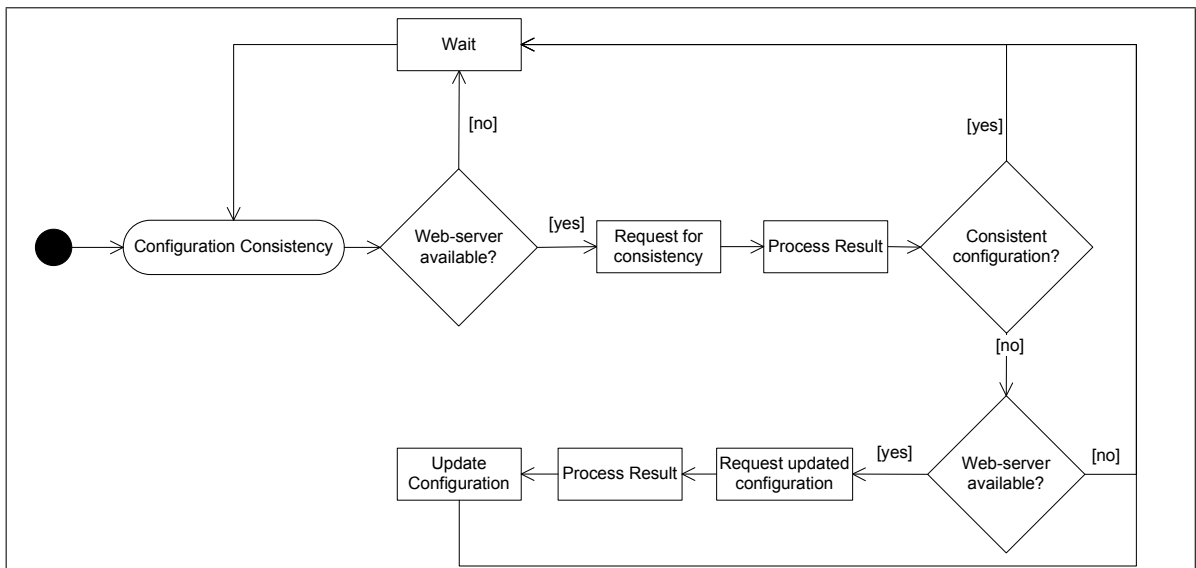 Wait
[no]
[yes]
Configuration Consistency
Web-server
available?
[yes]
Request for
consistency
Process Result
Consistent
configuration?
[no]
Update
Configuration
Process Result
Request updated
configuration
[yes]
Web-server
available?
[no]